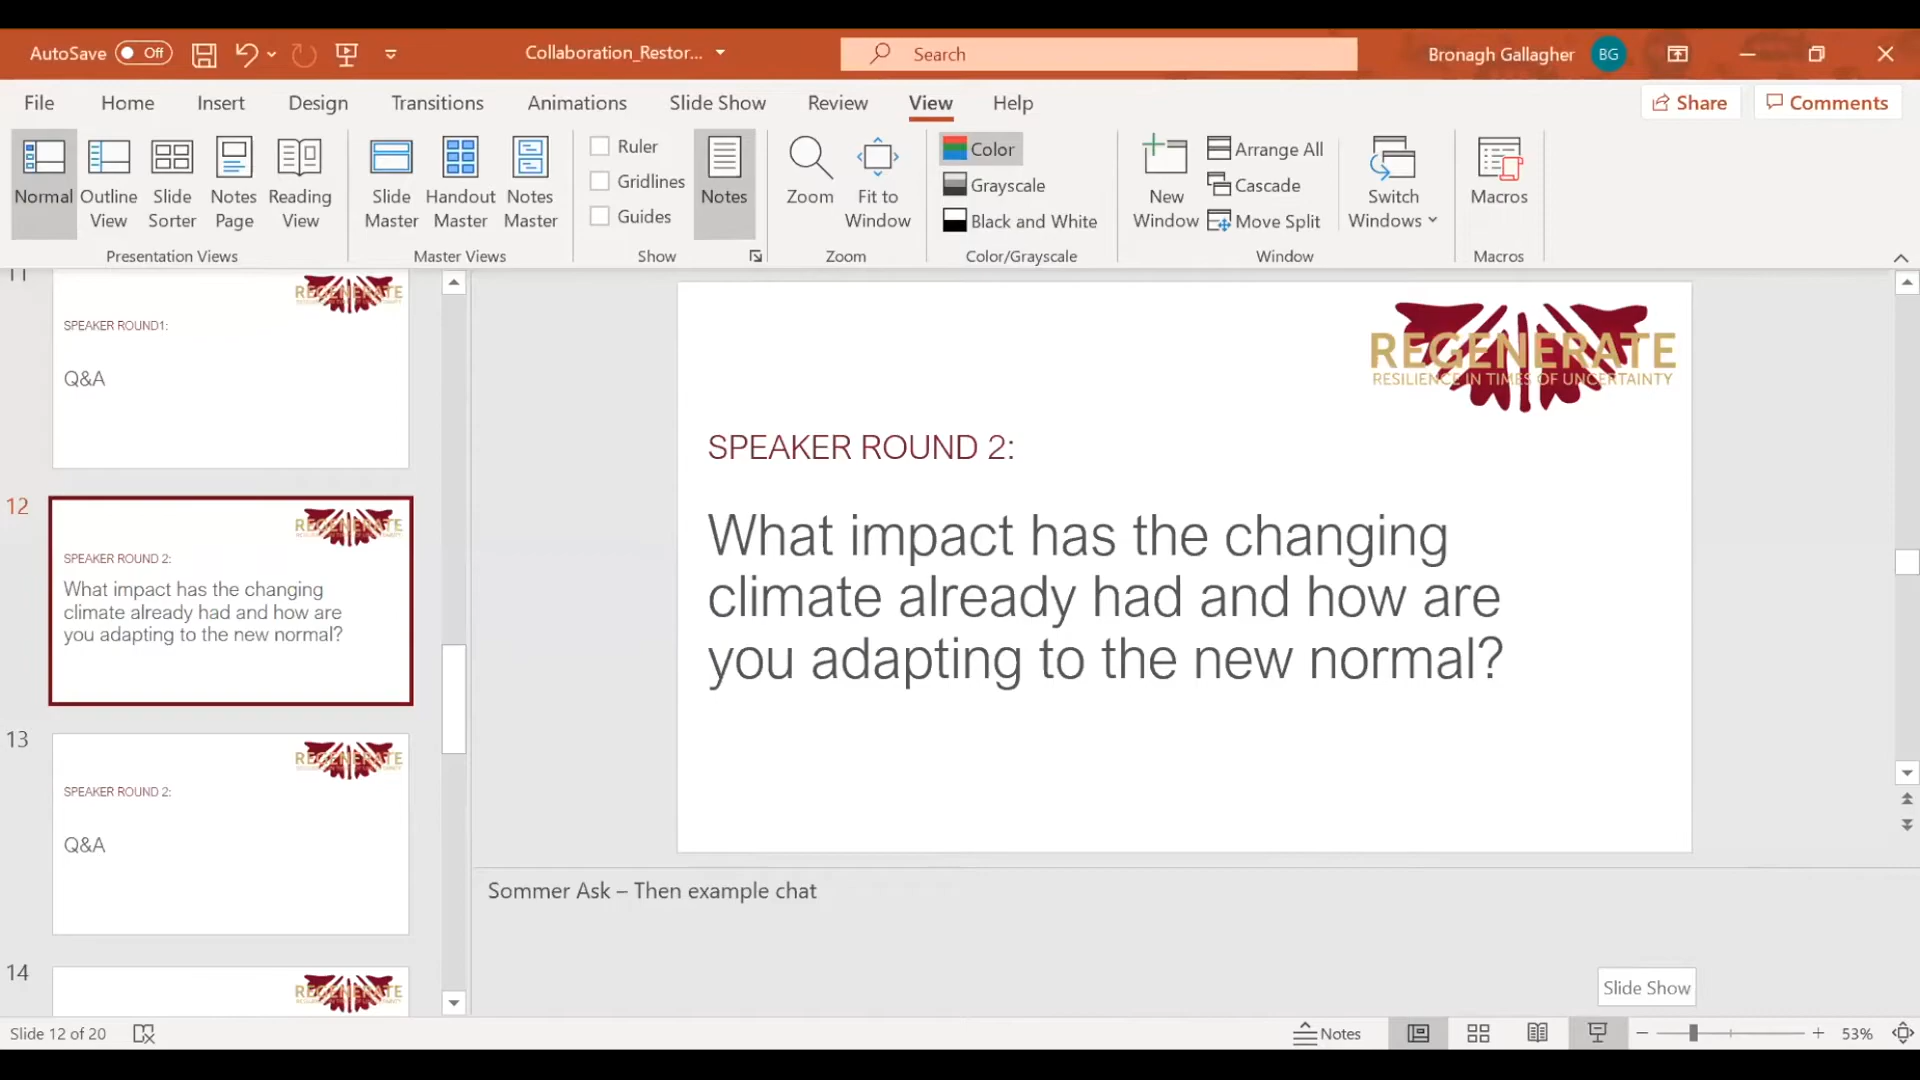 AutoSave Off Collaboration_Restor... Search Bronagh Gallagher BG
File Home Insert Design Transitions Animations Slide Show Review View Help Share Comments
Normal
Outline View
Slide Sorter
Notes Page
Reading View
Presentation Views
Slide Master
Handout Master
Notes Master
Master Views
Ruler
Gridlines
Guides
Notes
Show
Zoom
Fit to Window
Zoom
Color
Grayscale
Black and White
Color/Grayscale
New Window
Arrange All
Cascade
Move Split
Switch Windows
Window
Macros
Macros
11
REGENERATE
SPEAKER ROUND1:
Q&A
12
REGENERATE
SPEAKER ROUND 2:
What impact has the changing
climate already had and how are
you adapting to the new normal?
13
REGENERATE
SPEAKER ROUND 2:
Q&A
14
REGENERATE
REGENERATE
RESILIENCE IN TIMES OF UNCERTAINTY
SPEAKER ROUND 2:
What impact has the changing
climate already had and how are
you adapting to the new normal?
Sommer Ask – Then example chat
Slide Show
Slide 12 of 20 Notes 53%